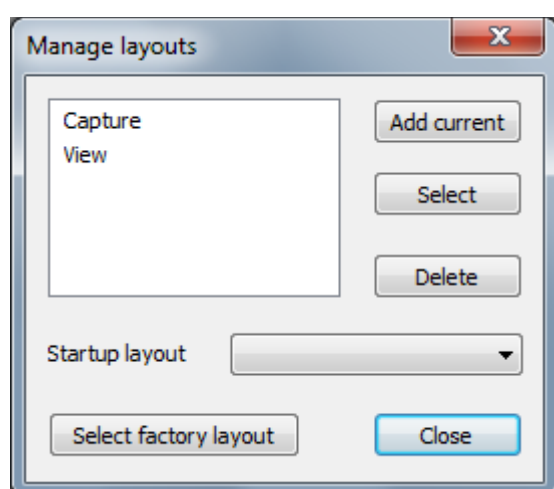 Manage layouts
Capture
View
Add current
Select
Delete
Startup layout
Select factory layout
Close